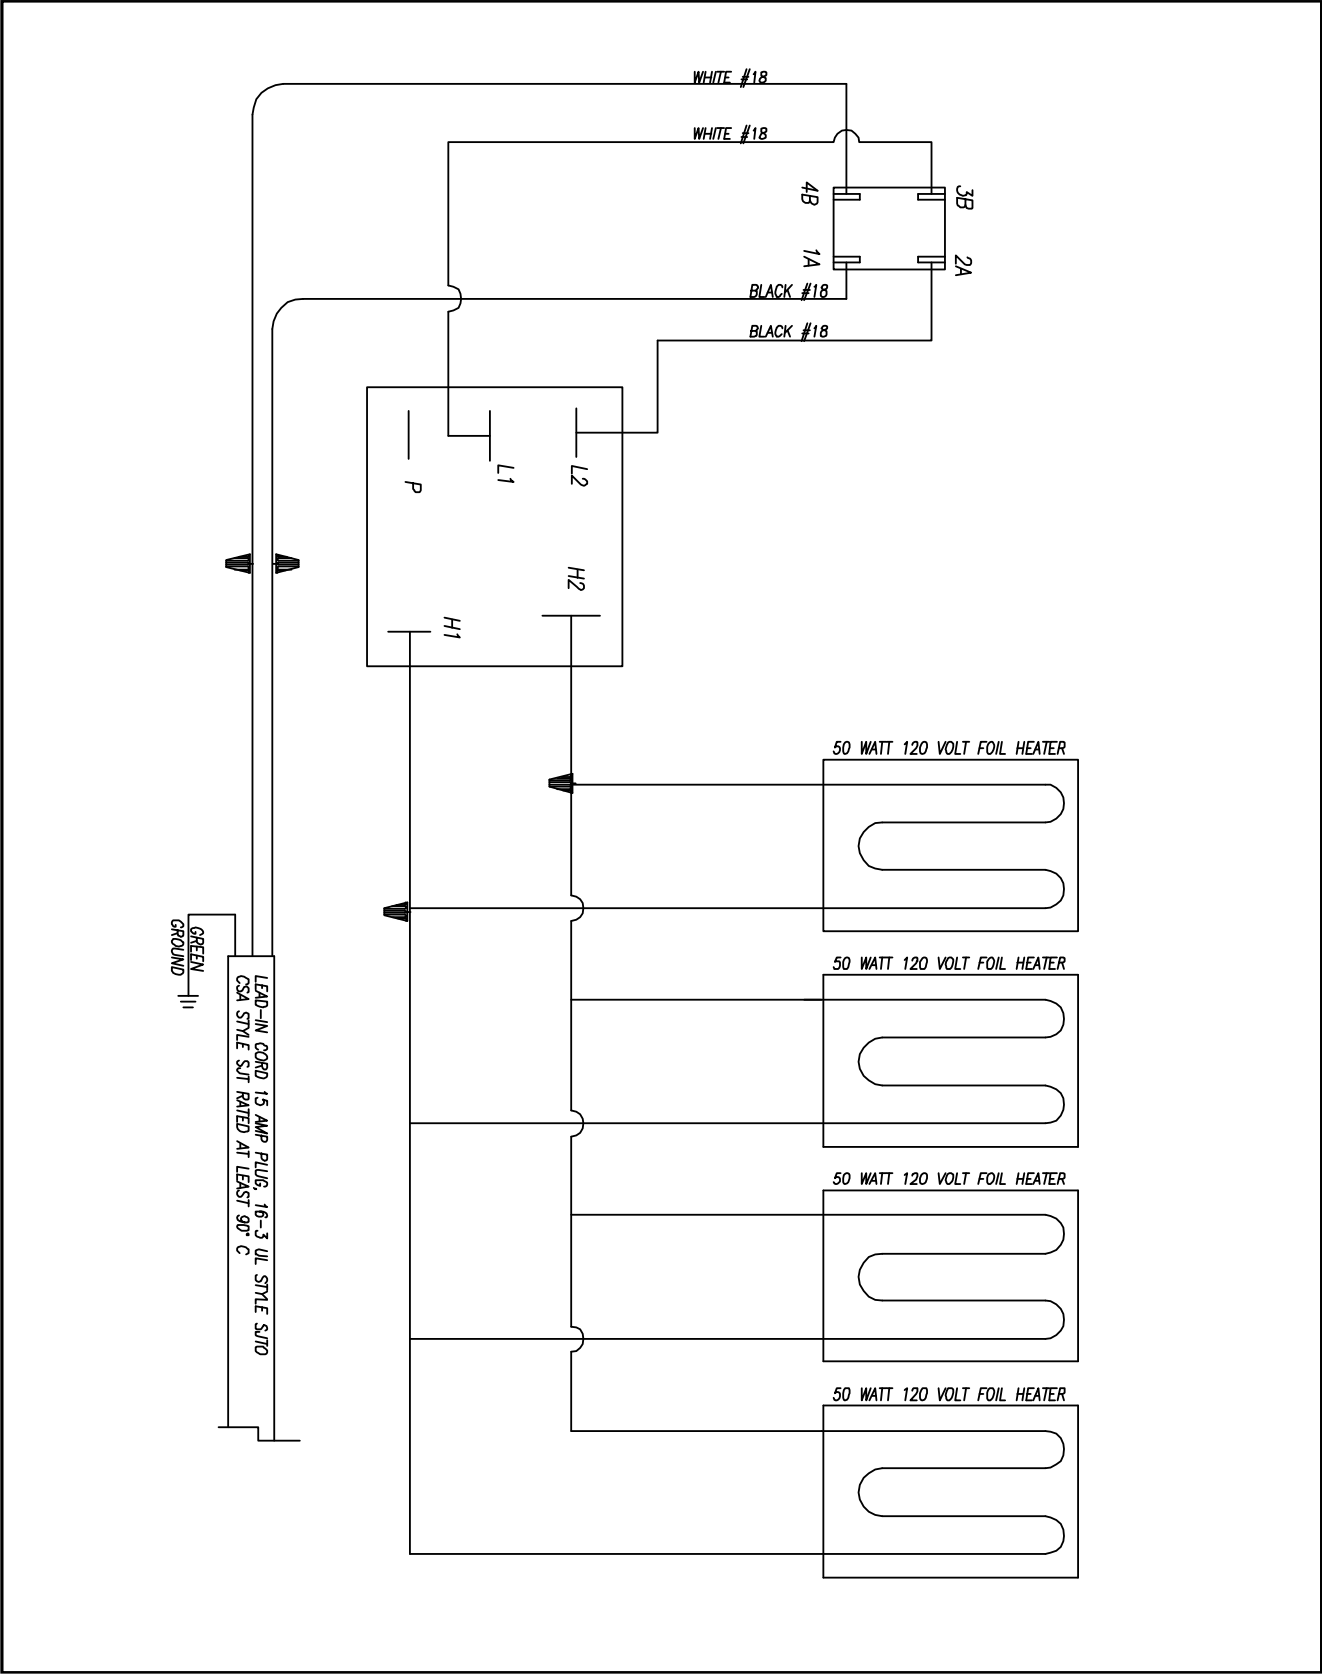 WHITE #18
WHITE #18
4B
3B
1A
2A
BLACK #18
BLACK #18
L1
L2
P
H2
H1
50 WATT 120 VOLT FOIL HEATER
50 WATT 120 VOLT FOIL HEATER
50 WATT 120 VOLT FOIL HEATER
50 WATT 120 VOLT FOIL HEATER
GREEN
GROUND
LEAD-IN CORD 15 AMP PLUG, 16-3 UL STYLE SJTO
CSA STYLE SJT RATED AT LEAST 90° C